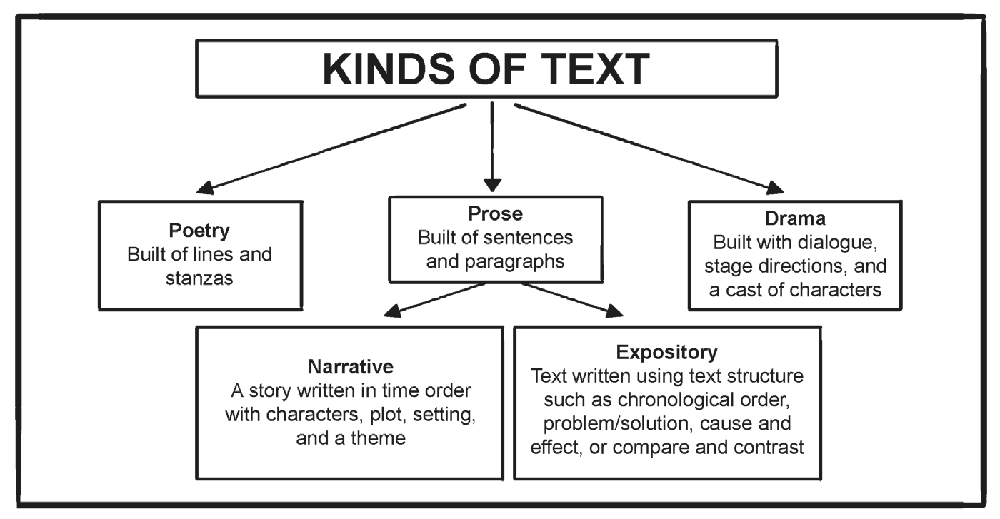 KINDS OF TEXT
Poetry
Built of lines and
stanzas
Prose
Built of sentences
and paragraphs
Drama
Built with dialogue,
stage directions, and
a cast of characters
Narrative
A story written in time order
with characters, plot, setting,
and a theme
Expository
Text written using text structure
such as chronological order,
problem/solution, cause and
effect, or compare and contrast